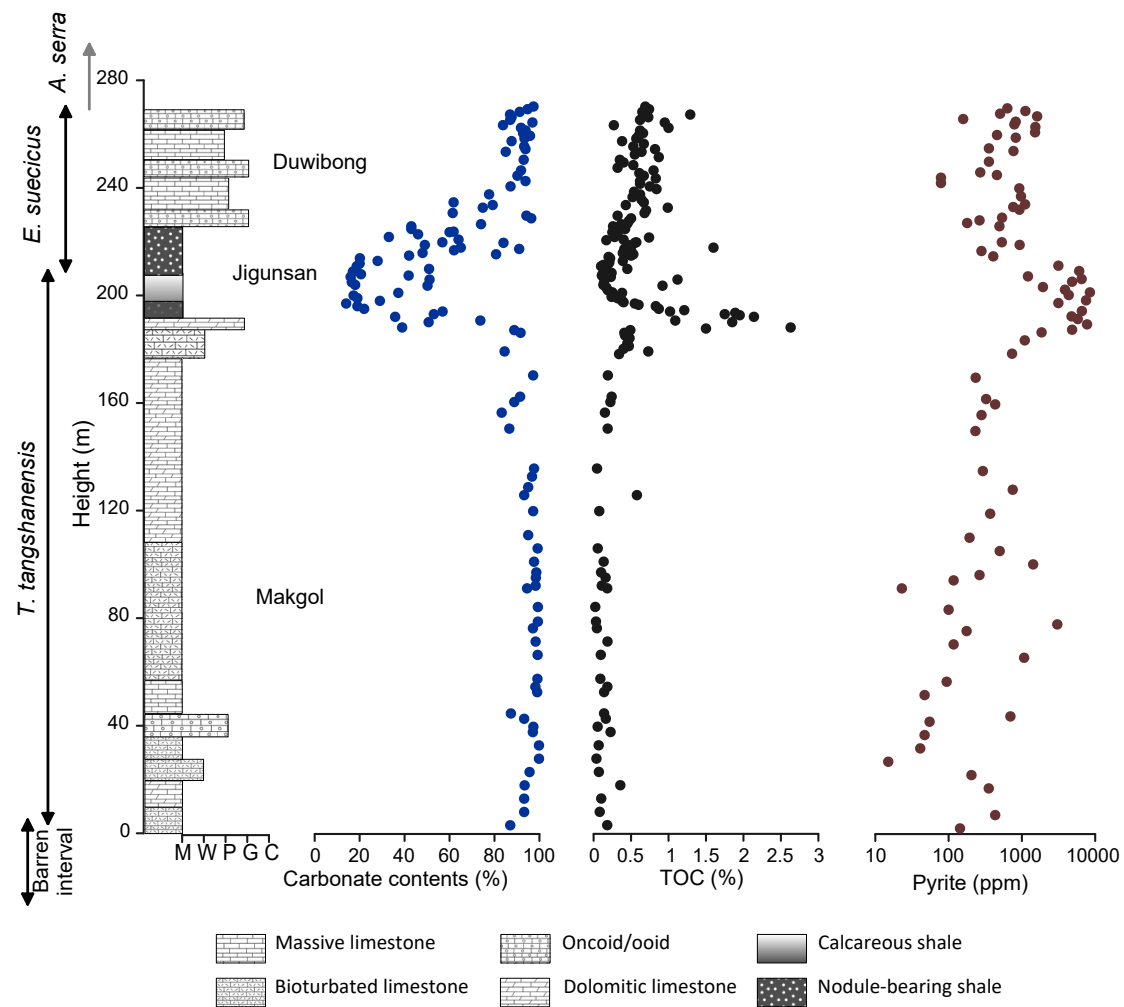 A. serra
E. suecicus
T. tangshanensis
Barren
interval
Height (m)
280
240
200
160
120
80
40
0
M W P G C
Duwibong
Jigunsan
Makgol
0 20 40 60 80 100
Carbonate contents (%)
0 0.5 1 1.5 2 2.5 3
TOC (%)
10 100 1000 10000
Pyrite (ppm)
Massive limestone
Oncoid/ooid
Calcareous shale
Bioturbated limestone
Dolomitic limestone
Nodule-bearing shale